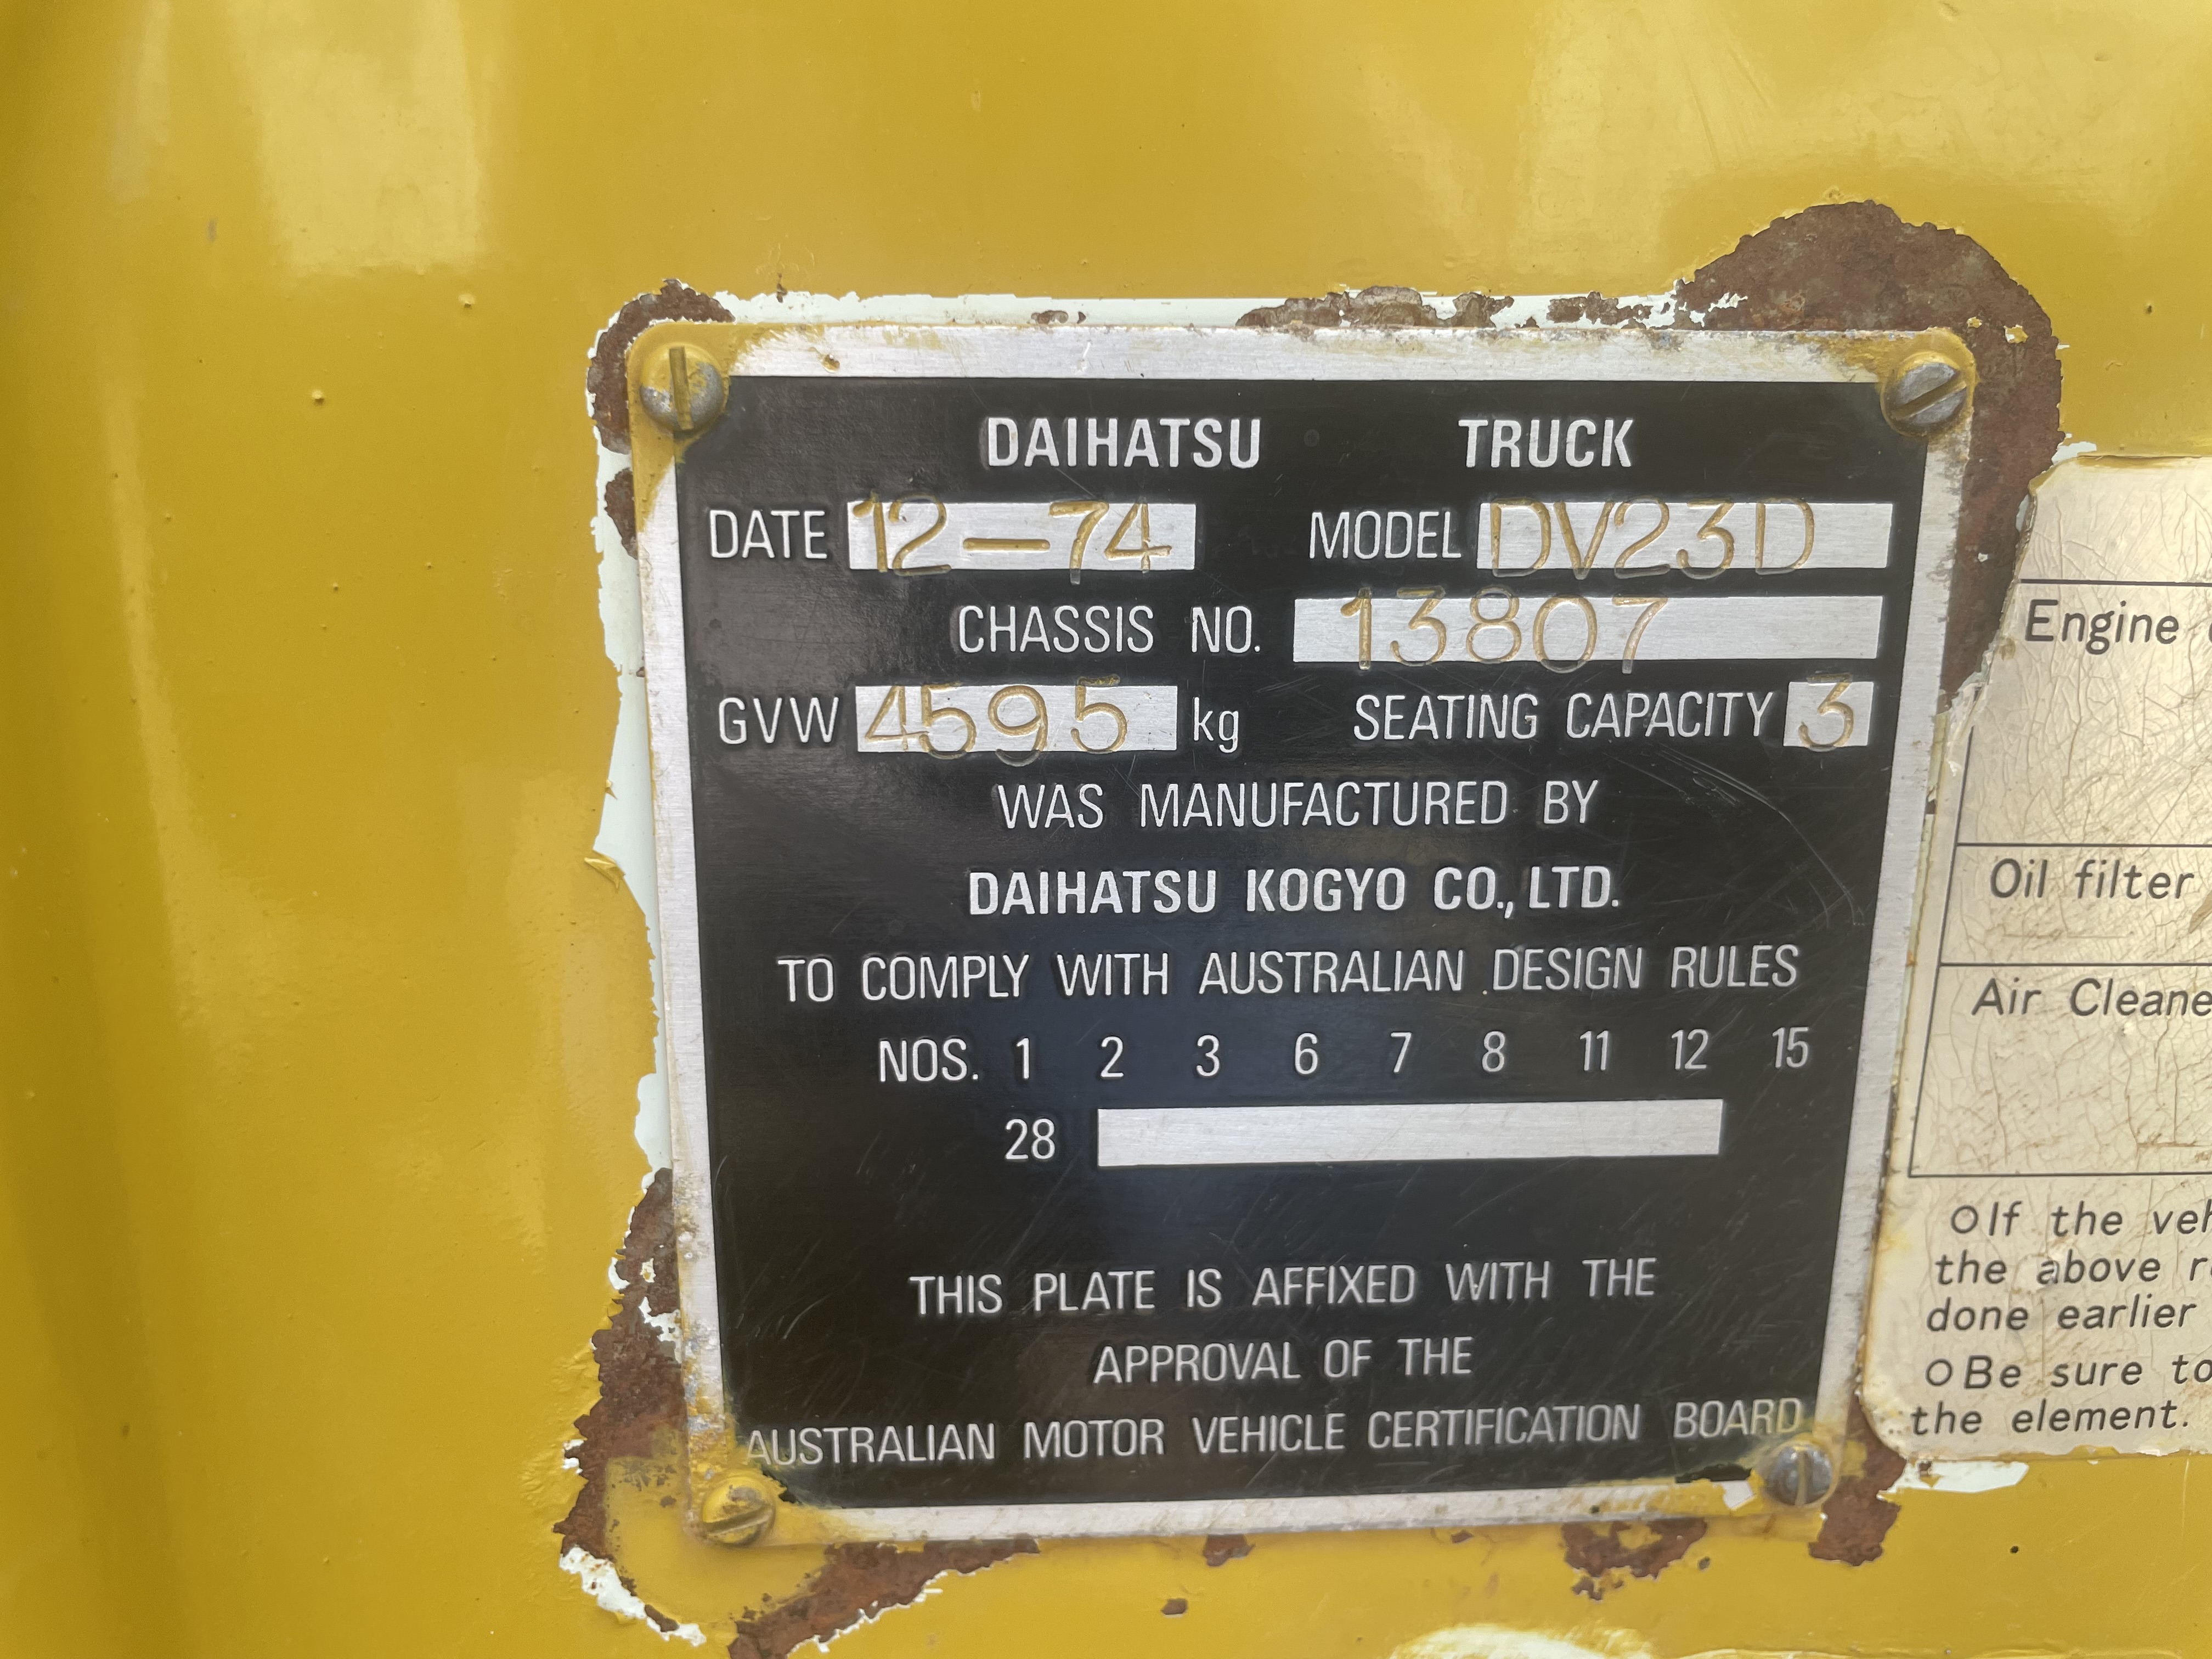 DAIHATSU TRUCK
DATE 12—74 MODEL DV23D
CHASSIS NO. 13807
GVW 4595 kg SEATING CAPACITY 3
WAS MANUFACTURED BY
DAIHATSU KOGYO CO., LTD.
TO COMPLY WITH AUSTRALIAN DESIGN RULES
NOS. 1 2 3 6 7 8 11 12 15
28
THIS PLATE IS AFFIXED WITH THE
APPROVAL OF THE
AUSTRALIAN MOTOR VEHICLE CERTIFICATION BOARD
Engine
Oil filter
Air
○If the
the above
done earlier
○Be sure to
the element.